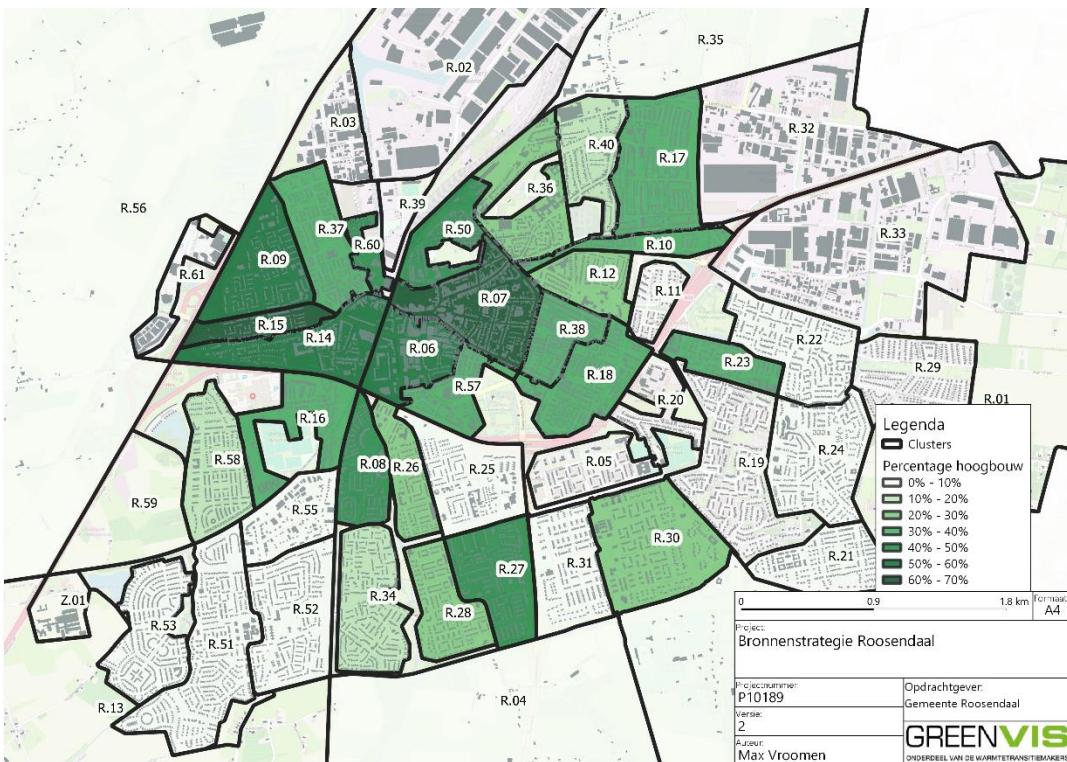 R.35
R.02
R.03
R.32
R.40
R.17
R.36
R.56
R.39
R.37
R.50
R.60
R.33
R.10
R.09
R.12
R.61
R.11
R.07
R.15
R.38
R.14
R.06
R.22
R.23
R.57
R.18
R.29
R.20
R.01
R.16
R.58
R.08
R.26
R.25
R.05
R.19
R.24
R.59
R.55
R.30
R.21
R.27
R.31
Z.01
R.53
R.52
R.34
R.28
R.51
R.13
R.04
Legenda
Clusters
Percentage hoogbouw
0% - 10%
10% - 20%
20% - 30%
30% - 40%
40% - 50%
50% - 60%
60% - 70%
0 0.9 1.8 km
Formaat:
A4
Project:
Bronnenstrategie Roosendaal
Projectnummer:
P10189
Opdrachtgever:
Gemeente Roosendaal
Versie:
2
Auteur:
Max Vroomen
GREENVIS
ONDERDEEL VAN DE WARMTETRANSITIEMAKERS